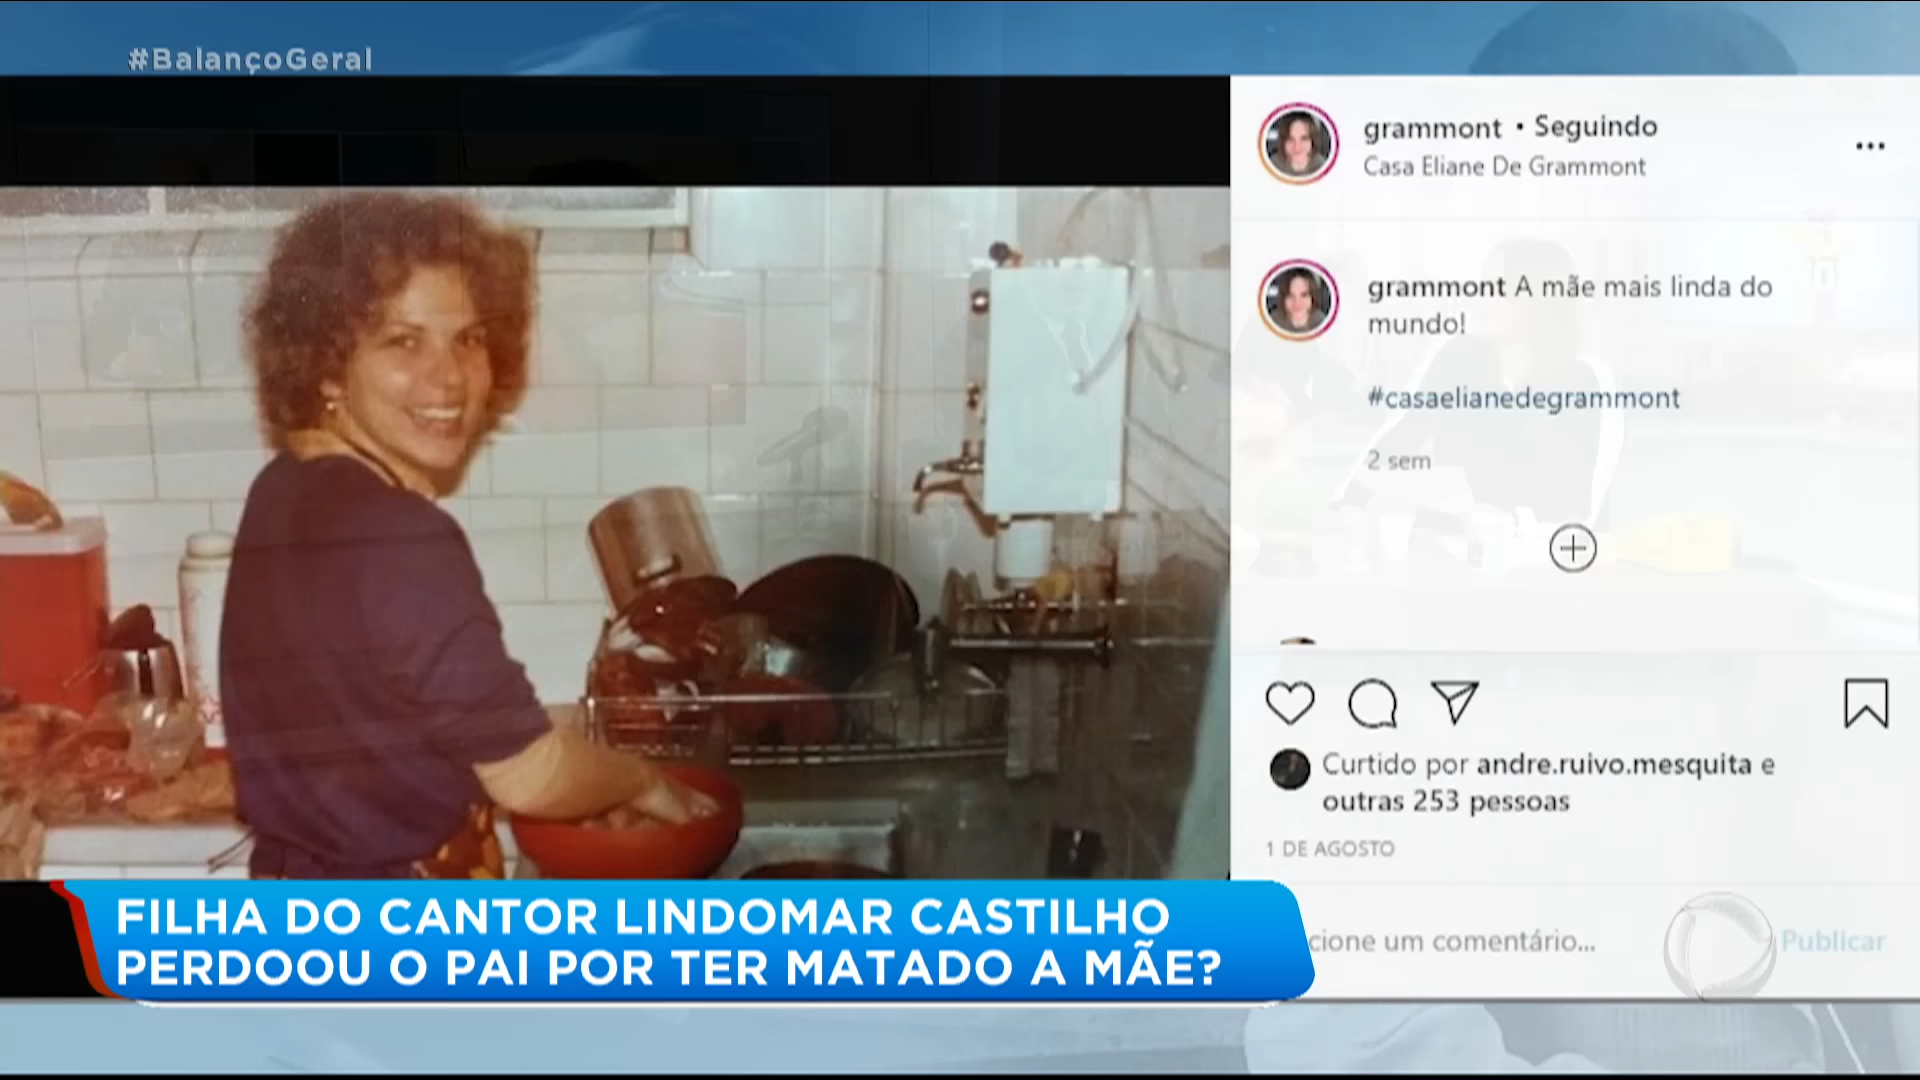 #BalançoGeral
grammont • Seguindo
Casa Eliane De Grammont
grammont A mãe mais linda do
mundo!
#casaelianedegrammont
2 sem
Curtido por andre.ruivo.mesquita e
outras 253 pessoas
1 DE AGOSTO
cione um comentário...
Publicar
FILHA DO CANTOR LINDOMAR CASTILHO
PERDOOU O PAI POR TER MATADO A MÃE?